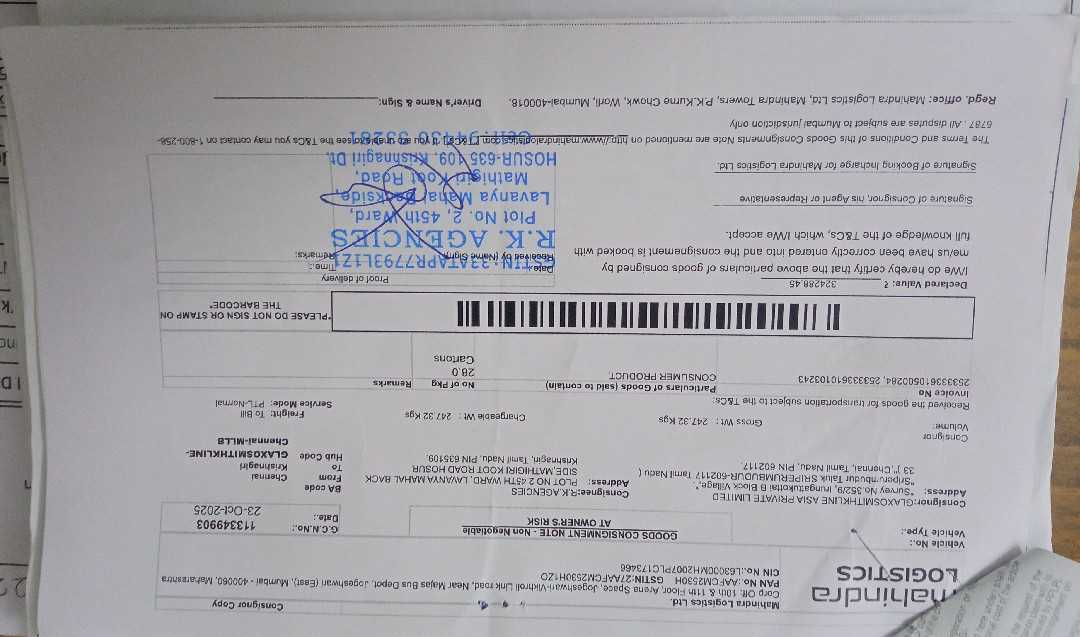 Consignor Copy
mahindra
LOGISTICS
Mahindra Logistics Ltd.
Corp Off: 10th & 11th Floor, Arena Space, Jogeshwari-Vikhroli Link road, Near Majas Bus Depot, Jogeshwari (East), Mumbai - 400060, Maharashtra
PAN No.:AAFCM2530H GSTIN:27AAFCM2530H1ZO
CIN No.:L63000MH2007PLC173466
Vehicle No.:
Vehicle Type.:
GOODS CONSIGNMENT NOTE - Non Negotiable
AT OWNER'S RISK
G.C.N.No.: 113349903
Date.: 23-Oct-2025
Consignor:GLAXOSMITHKLINE ASIA PRIVATE LIMITED
Address: "Survey No.352/9, Irrungattukottai B Block Village,".
"Sriperumbudur Taluk SRIPERUMBUDUR-602117 Tamil Nadu (
33 )", Chennai, Tamil Nadu, PIN 602117.
Consignee:R.K.AGENCIES
Address: PLOT NO 2 45TH WARD, LAVANYA MAHAL BACK
SIDE,MATHIGIRI KOOT ROAD HOSUR
Krishnagiri, Tamil Nadu, PIN 635109.
BA code
From Chennai
To Krishnagiri
Hub Code GLAXOSMITHKLINE-
Chennai-MLLB
Consignor
Volume:
Gross Wt : 247.32 Kgs
Chargeable Wt : 247.32 Kgs
Freight: To Bill
Service Mode: PTL-Normal
Received the goods for transportation subject to the T&Cs:
Invoice No
Particulars of Goods (said to contain)
No of Pkg
Remarks
CONSUMER PRODUCT.
28.0
Cartons
"PLEASE DO NOT SIGN OR STAMP ON
THE BARCODE"
Declared Value: ₹ 324288.45
I/We do hereby certify that the above particulars of goods consigned by
me/us have been correctly entered into and the consignement is booked with
full knowledge of the T&Cs, which I/We accept.
Proof of delivery
Date: Time.:
Received by (Name Sign) Remarks:
GSTIN: 33ATAPR7793L1Z1
R.K. AGENCIES
Plot No. 2, 45th Ward,
Lavanya Mahal Backside,
Mathigiri Koot Road,
HOSUR-635 109. Krishnagiri Dt.
Cell: 94430 53281
Signature of Consignor, his Agent or Representative
Signature of Booking Incharge for Mahindra Logistics Ltd.
The Terms and Conditions of this Goods Consignments Note are mentioned on http://www.mahindralogistics.com If you are unable to see the T&Cs you may contact on 1-800-258-
6787 . All disputes are subject to Mumbai jurisdiction only
Regd. office: Mahindra Logistics Ltd, Mahindra Towers, P.K.Kurne Chowk, Worli, Mumbai-400018. Driver's Name & Sign: